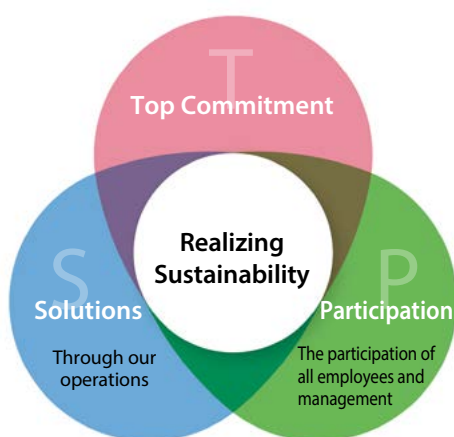 T
Top Commitment
Realizing
Sustainability
S
Solutions
Through our
operations
P
Participation
The participation of
all employees and
management